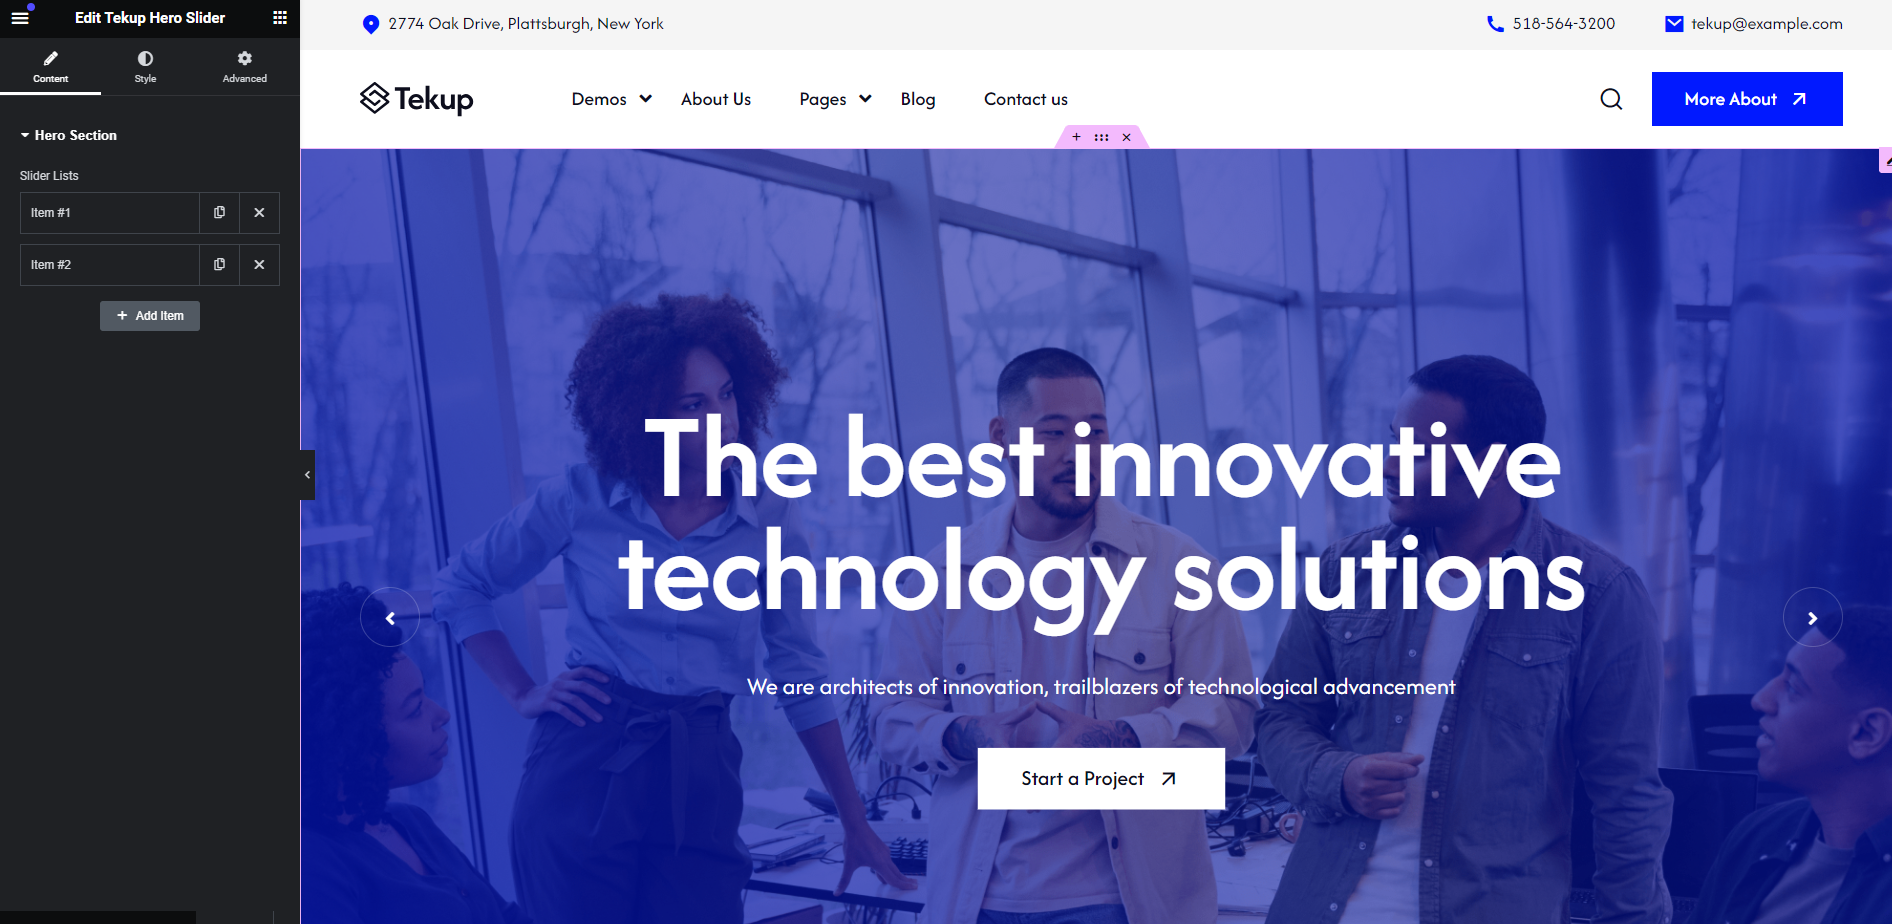 Edit Tekup Hero Slider
Content
Style
Advanced
Hero Section
Slider Lists
Item #1
Item #2
Add Item
2774 Oak Drive, Plattsburgh, New York
518-564-3200
tekup@example.com
Tekup
Demos
About Us
Pages
Blog
Contact us
More About
The best innovative
technology solutions
We are architects of innovation, trailblazers of technological advancement
Start a Project